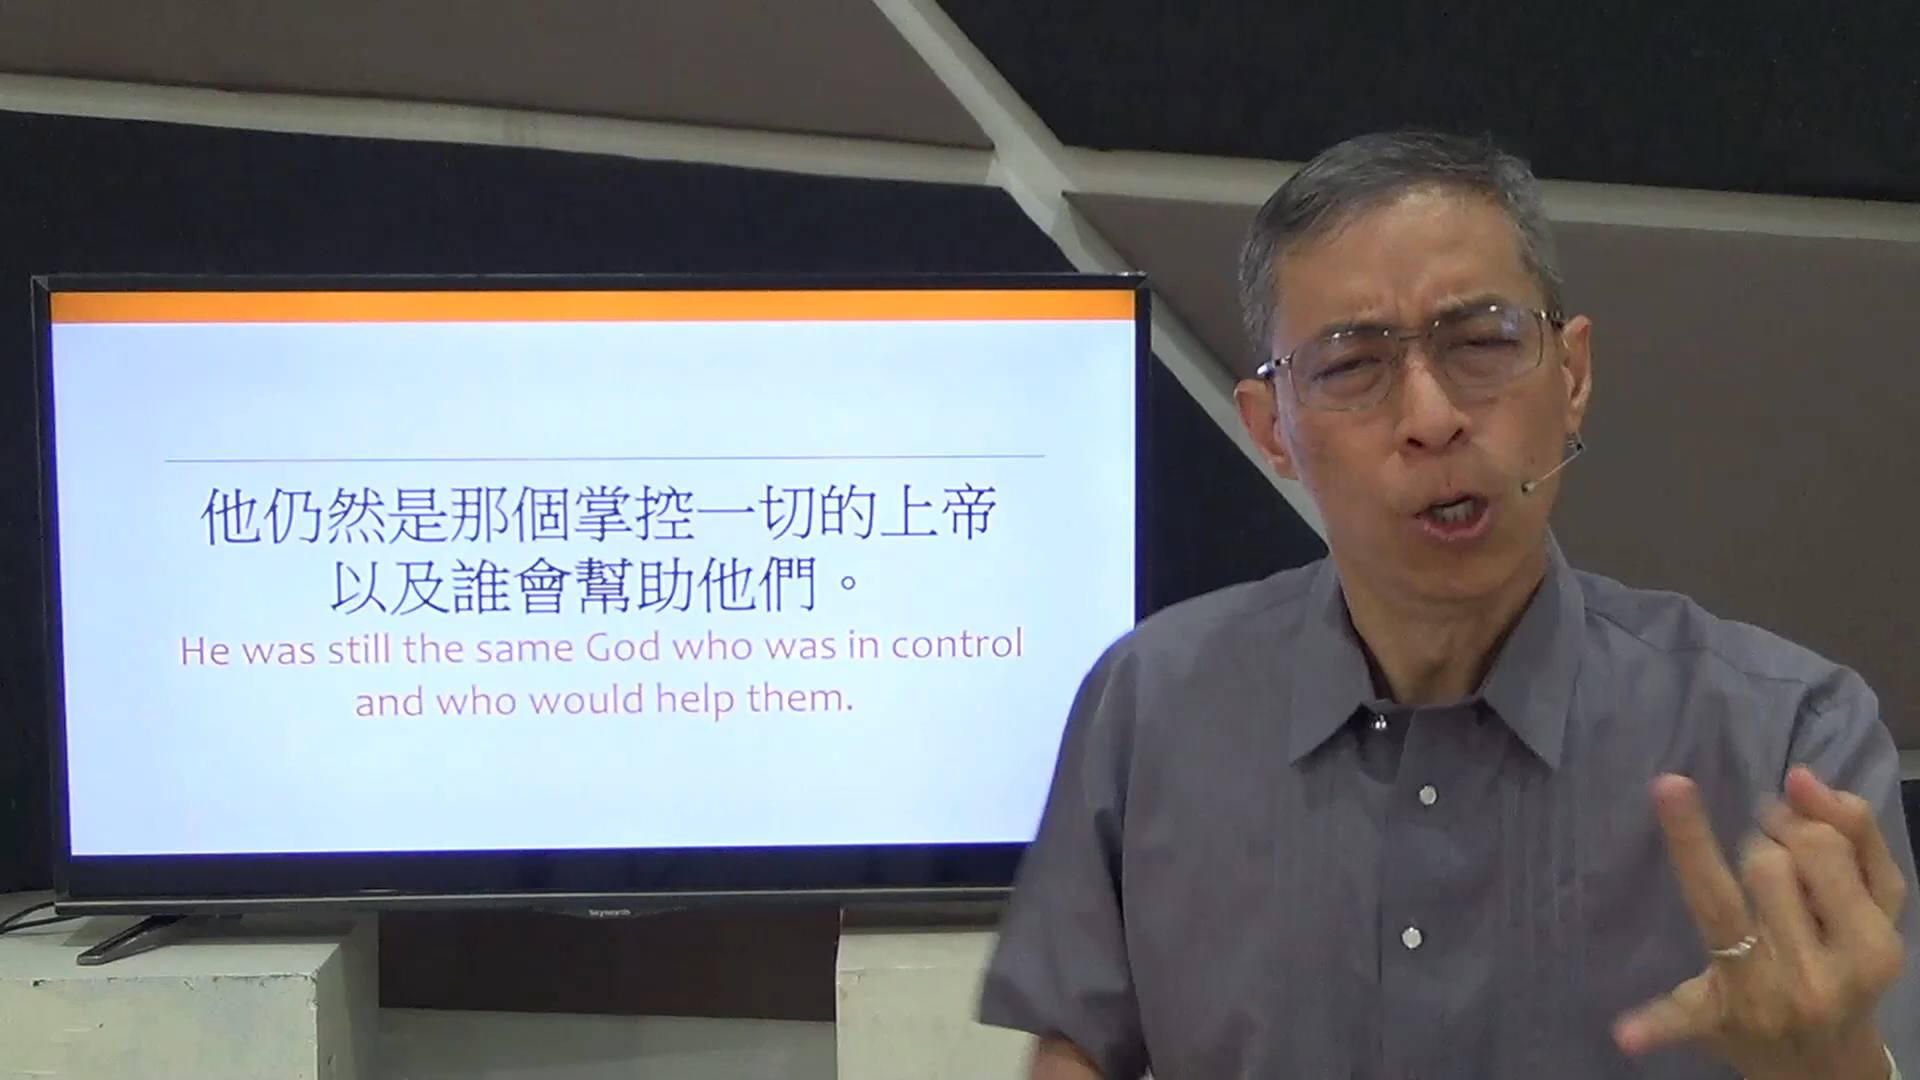 他仍然是那個掌控一切的上帝
以及誰會幫助他們。
He was still the same God who was in control
and who would help them.
Skyworth